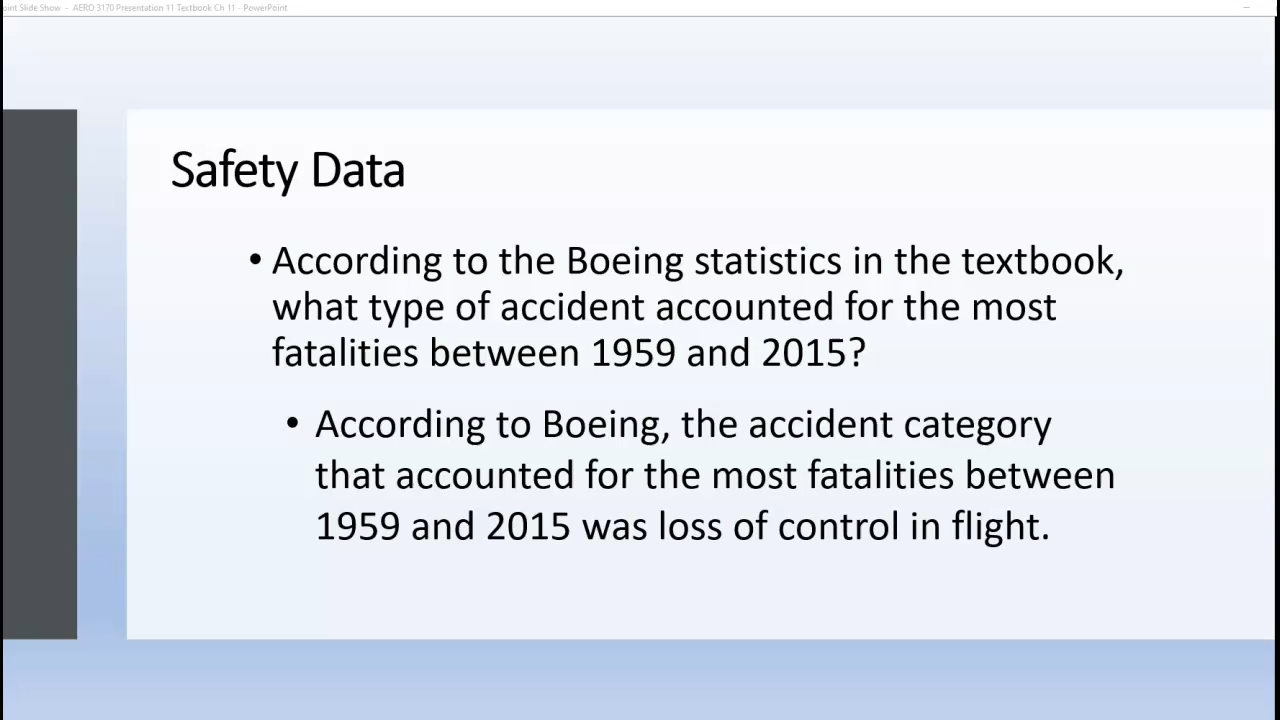 oint Slide Show - AERO 3170 Presentation 11 Textbook Ch 11 - PowerPoint
Safety Data
• According to the Boeing statistics in the textbook,
what type of accident accounted for the most
fatalities between 1959 and 2015?
• According to Boeing, the accident category
that accounted for the most fatalities between
1959 and 2015 was loss of control in flight.